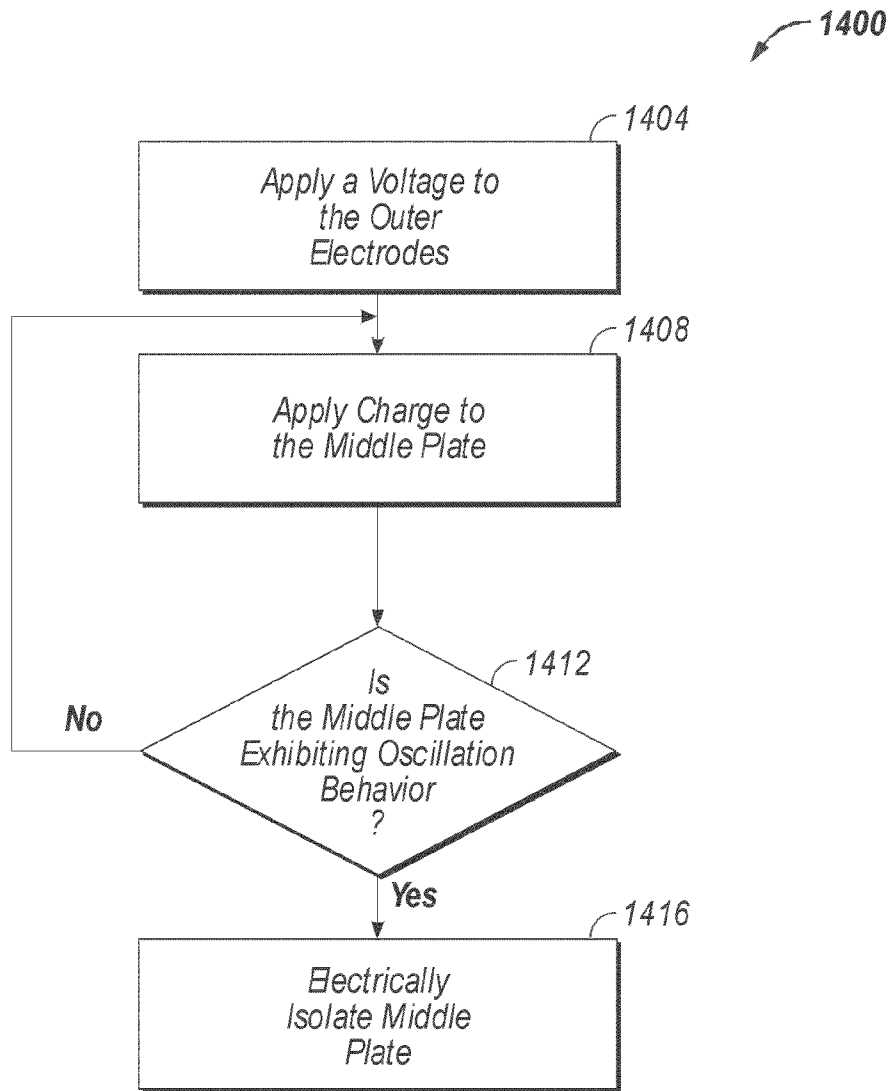 1400
1404
Apply a Voltage to
the Outer
Electrodes
1408
Apply Charge to
the Middle Plate
1412
Is
the Middle Plate
Exhibiting Oscillation
Behavior
?
No
Yes
1416
Electrically
Isolate Middle
Plate